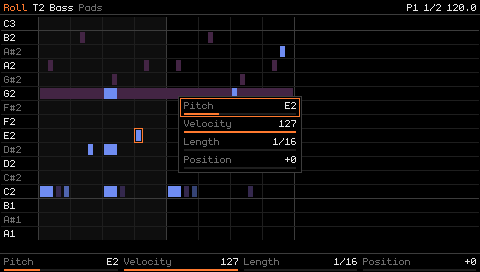 Roll T2 Bass Pads P1 1/2 120.0
C3
B2
A#2
A2
G#2
G2
F#2
F2
E2
D#2
D2
C#2
C2
B1
A#1
A1
Pitch E2
Velocity 127
Length 1/16
Position +0
Pitch E2 Velocity 127 Length 1/16 Position +0